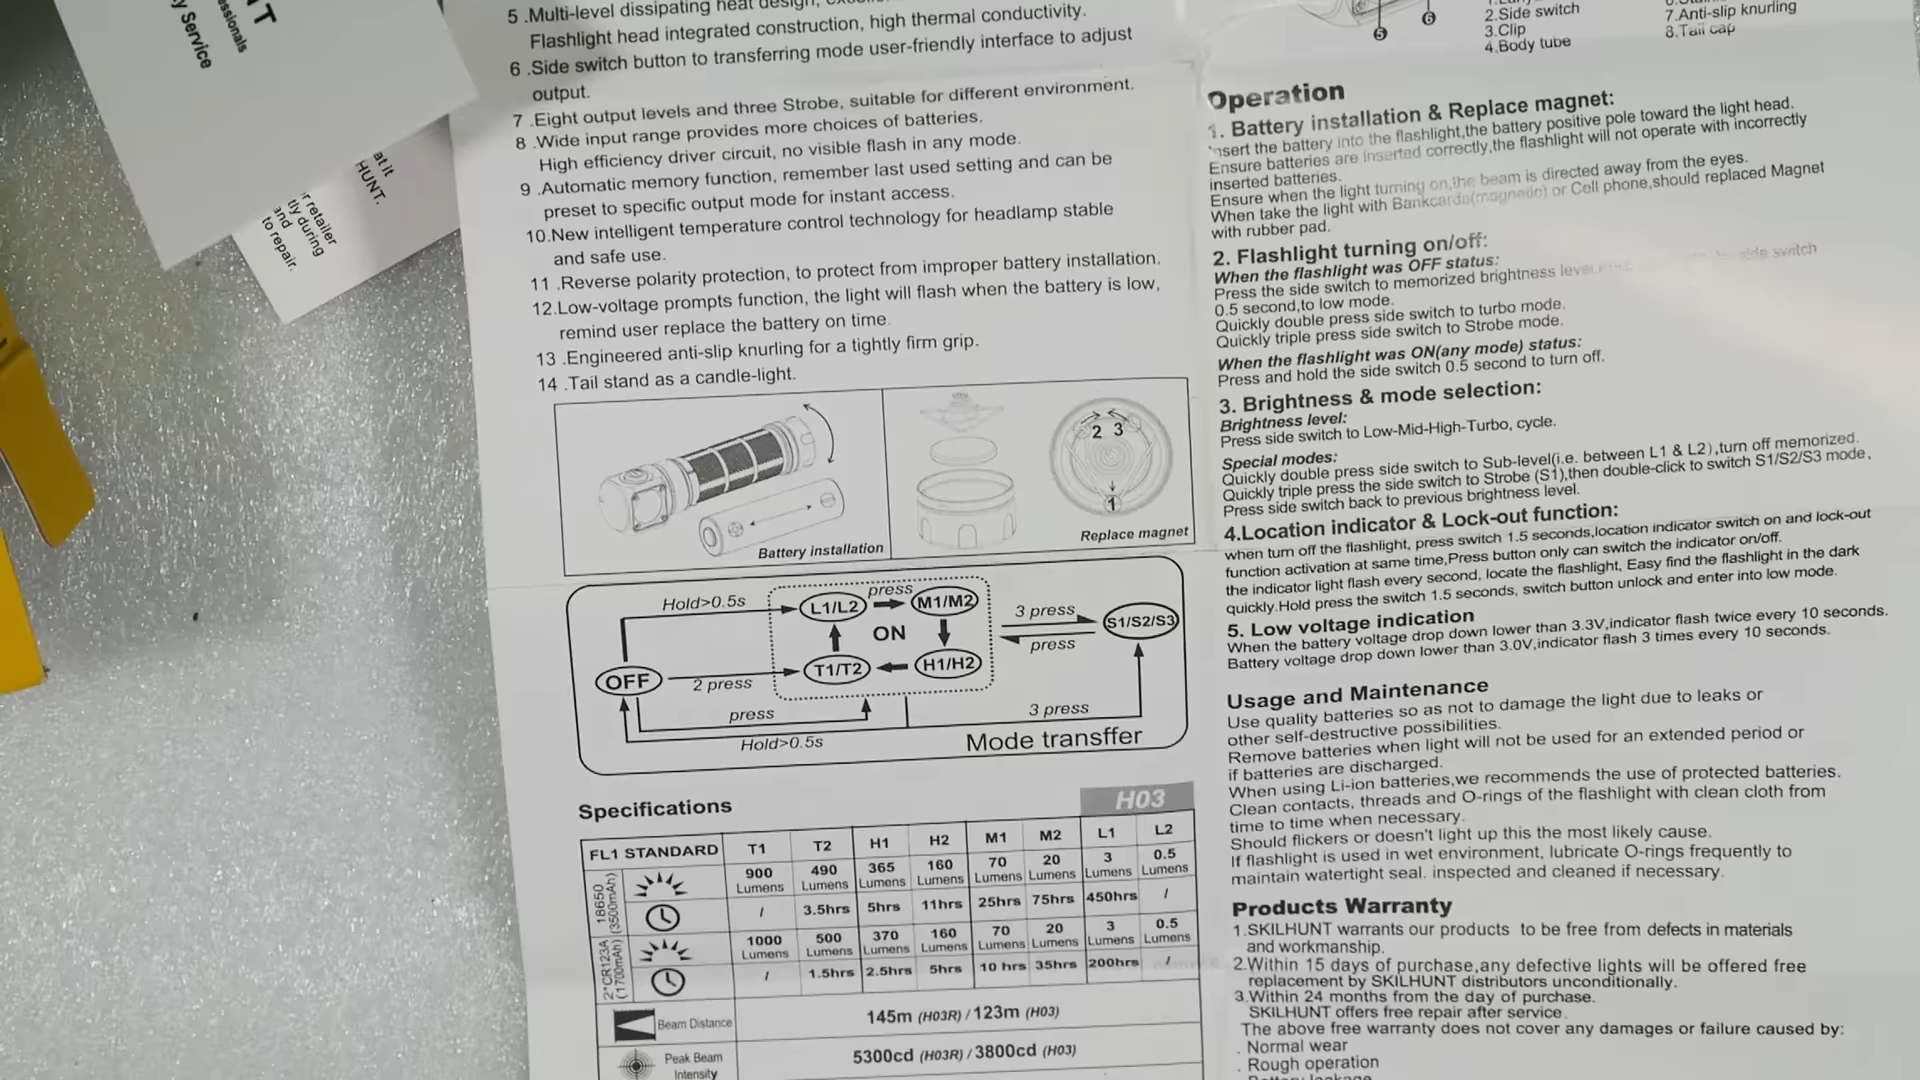 NT
ssionals
y Service
at it
HUNT.
r retailer
tly during
and
to repair.
5 .Multi-level dissipating heat design,
Flashlight head integrated construction, high thermal conductivity.
6 .Side switch button to transferring mode user-friendly interface to adjust
output.
7 .Eight output levels and three Strobe, suitable for different environment.
8 .Wide input range provides more choices of batteries.
High efficiency driver circuit, no visible flash in any mode.
9 .Automatic memory function, remember last used setting and can be
preset to specific output mode for instant access.
10.New intelligent temperature control technology for headlamp stable
and safe use.
11 .Reverse polarity protection, to protect from improper battery installation.
12.Low-voltage prompts function, the light will flash when the battery is low,
remind user replace the battery on time.
13 .Engineered anti-slip knurling for a tightly firm grip.
14 .Tail stand as a candle-light.
Battery installation
2 3
1
Replace magnet
Hold>0.5s
L1/L2
press
M1/M2
ON
3 press
press
S1/S2/S3
OFF
2 press
T1/T2
H1/H2
press
3 press
Hold>0.5s
Mode transffer
Specifications
H03
FL1 STANDARD T1 T2 H1 H2 M1 M2 L1 L2
18650 (3500mAh)
900 Lumens 490 Lumens 365 Lumens 160 Lumens 70 Lumens 20 Lumens 3 Lumens 0.5 Lumens
/ 3.5hrs 5hrs 11hrs 25hrs 75hrs 450hrs /
2*CR123A (1700mAh)
1000 Lumens 500 Lumens 370 Lumens 160 Lumens 70 Lumens 20 Lumens 3 Lumens 0.5 Lumens
/ 1.5hrs 2.5hrs 5hrs 10 hrs 35hrs 200hrs /
Beam Distance 145m (H03R) / 123m (H03)
Peak Beam Intensity 5300cd (H03R) / 3800cd (H03)
5
6
2.Side switch
3.Clip
4.Body tube
7.Anti-slip knurling
8.Tail cap
Operation
1. Battery installation & Replace magnet:
Insert the battery into the flashlight,the battery positive pole toward the light head.
Ensure batteries are inserted correctly,the flashlight will not operate with incorrectly
inserted batteries.
Ensure when the light turning on,the beam is directed away from the eyes.
When take the light with Bankcards(magnedic) or Cell phone,should replaced Magnet
with rubber pad.
2. Flashlight turning on/off:
When the flashlight was OFF status:
Press the side switch to memorized brightness level side switch
0.5 second,to low mode.
Quickly double press side switch to turbo mode.
Quickly triple press side switch to Strobe mode.
When the flashlight was ON(any mode) status:
Press and hold the side switch 0.5 second to turn off.
3. Brightness & mode selection:
Brightness level:
Press side switch to Low-Mid-High-Turbo, cycle.
Special modes:
Quickly double press side switch to Sub-level(i.e. between L1 & L2),turn off memorized.
Quickly triple press the side switch to Strobe (S1),then double-click to switch S1/S2/S3 mode,
Press side switch back to previous brightness level.
4.Location indicator & Lock-out function:
when turn off the flashlight, press switch 1.5 seconds,location indicator switch on and lock-out
function activation at same time,Press button only can switch the indicator on/off.
the indicator light flash every second, locate the flashlight, Easy find the flashlight in the dark
quickly.Hold press the switch 1.5 seconds, switch button unlock and enter into low mode.
5. Low voltage indication
When the battery voltage drop down lower than 3.3V,indicator flash twice every 10 seconds.
Battery voltage drop down lower than 3.0V,indicator flash 3 times every 10 seconds.
Usage and Maintenance
Use quality batteries so as not to damage the light due to leaks or
other self-destructive possibilities.
Remove batteries when light will not be used for an extended period or
if batteries are discharged.
When using Li-ion batteries,we recommends the use of protected batteries.
Clean contacts, threads and O-rings of the flashlight with clean cloth from
time to time when necessary.
Should flickers or doesn't light up this the most likely cause.
If flashlight is used in wet environment, lubricate O-rings frequently to
maintain watertight seal. inspected and cleaned if necessary.
Products Warranty
1.SKILHUNT warrants our products to be free from defects in materials
and workmanship.
2.Within 15 days of purchase,any defective lights will be offered free
replacement by SKILHUNT distributors unconditionally.
3.Within 24 months from the day of purchase.
SKILHUNT offers free repair after service.
The above free warranty does not cover any damages or failure caused by:
. Normal wear
. Rough operation